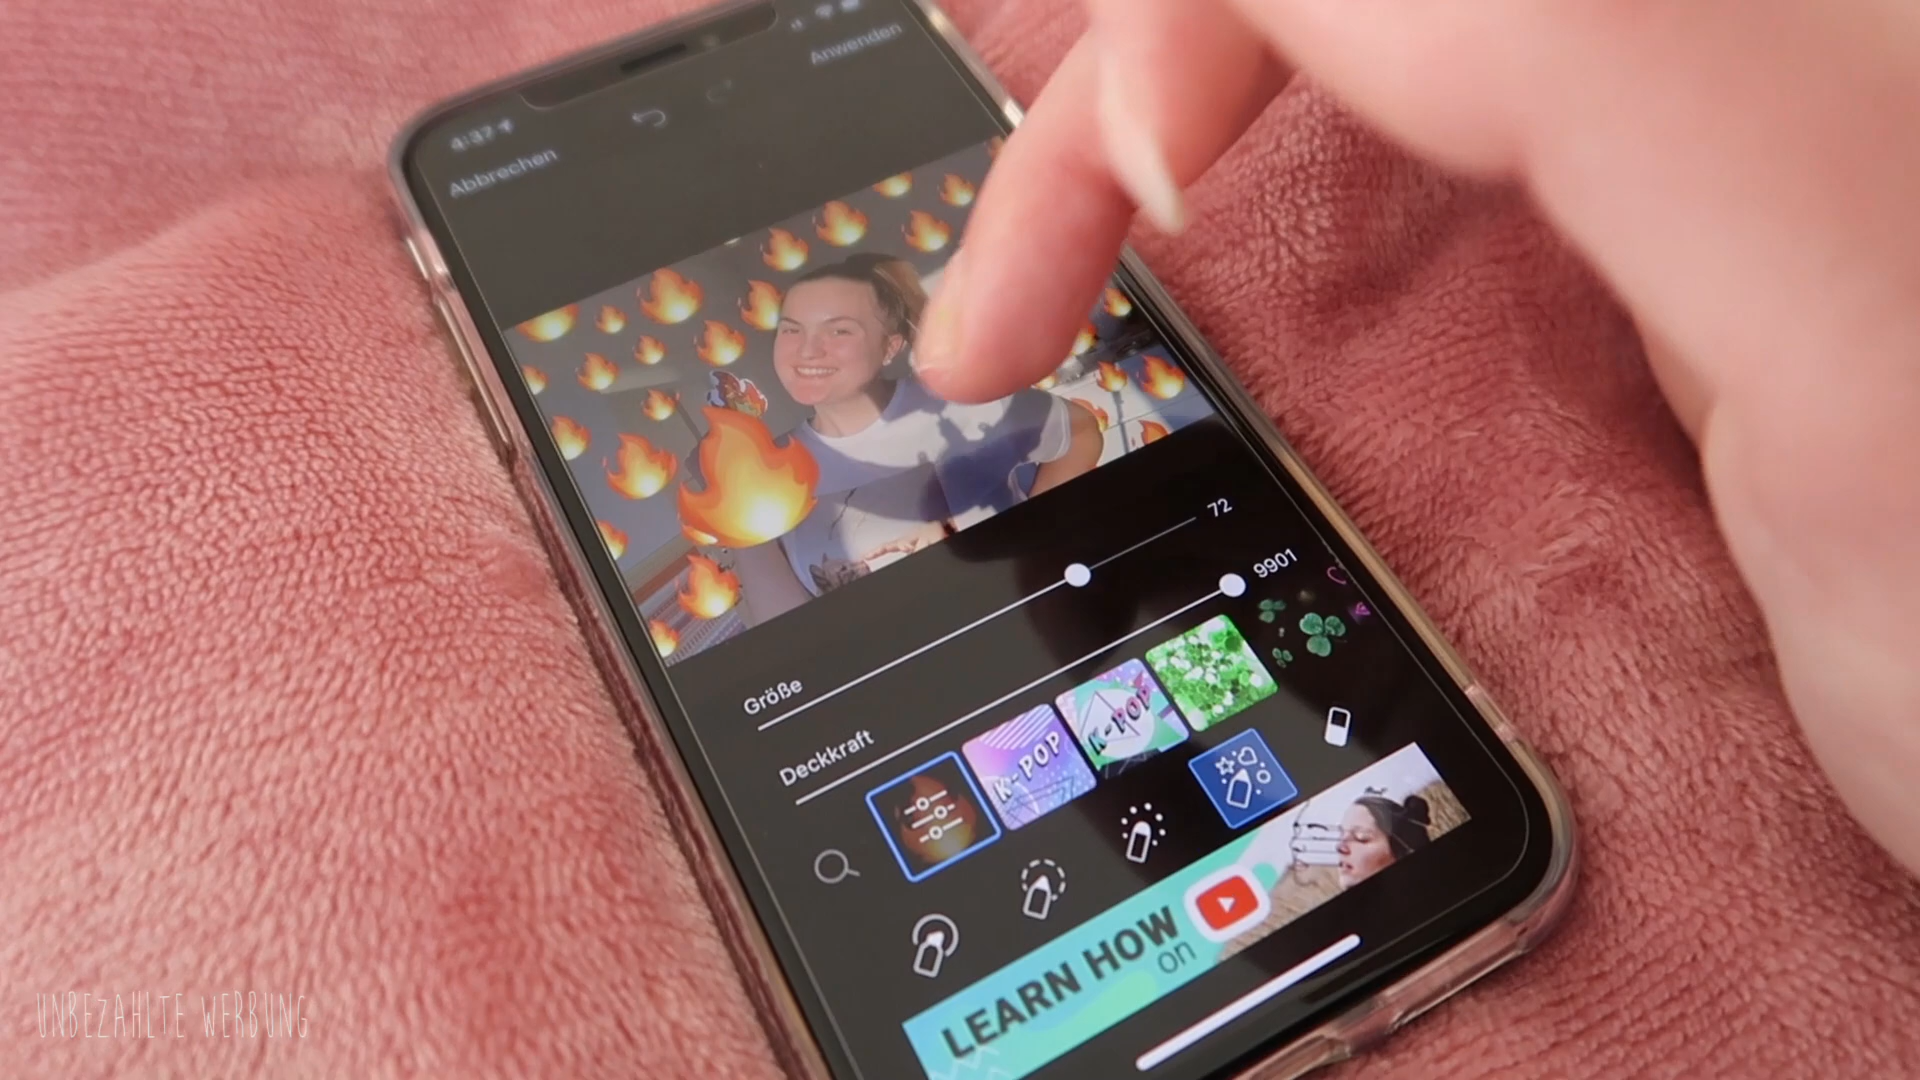 4:37
Anwenden
Abbrechen
72
Größe
9901
Deckkraft
K-POP
K-POP
LEARN HOW
on
UNBEZAHLTE WERBUNG